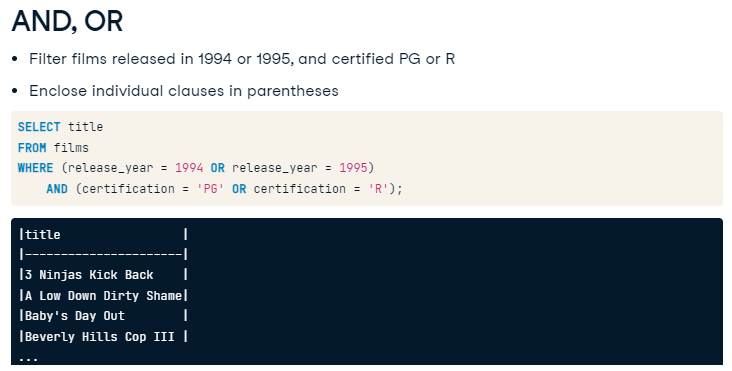 AND, OR
• Filter films released in 1994 or 1995, and certified PG or R
• Enclose individual clauses in parentheses
SELECT title
FROM films
WHERE (release_year = 1994 OR release_year = 1995)
    AND (certification = 'PG' OR certification = 'R');
|title                 |
|----------------------|
|3 Ninjas Kick Back    |
|A Low Down Dirty Shame|
|Baby's Day Out        |
|Beverly Hills Cop III |
...